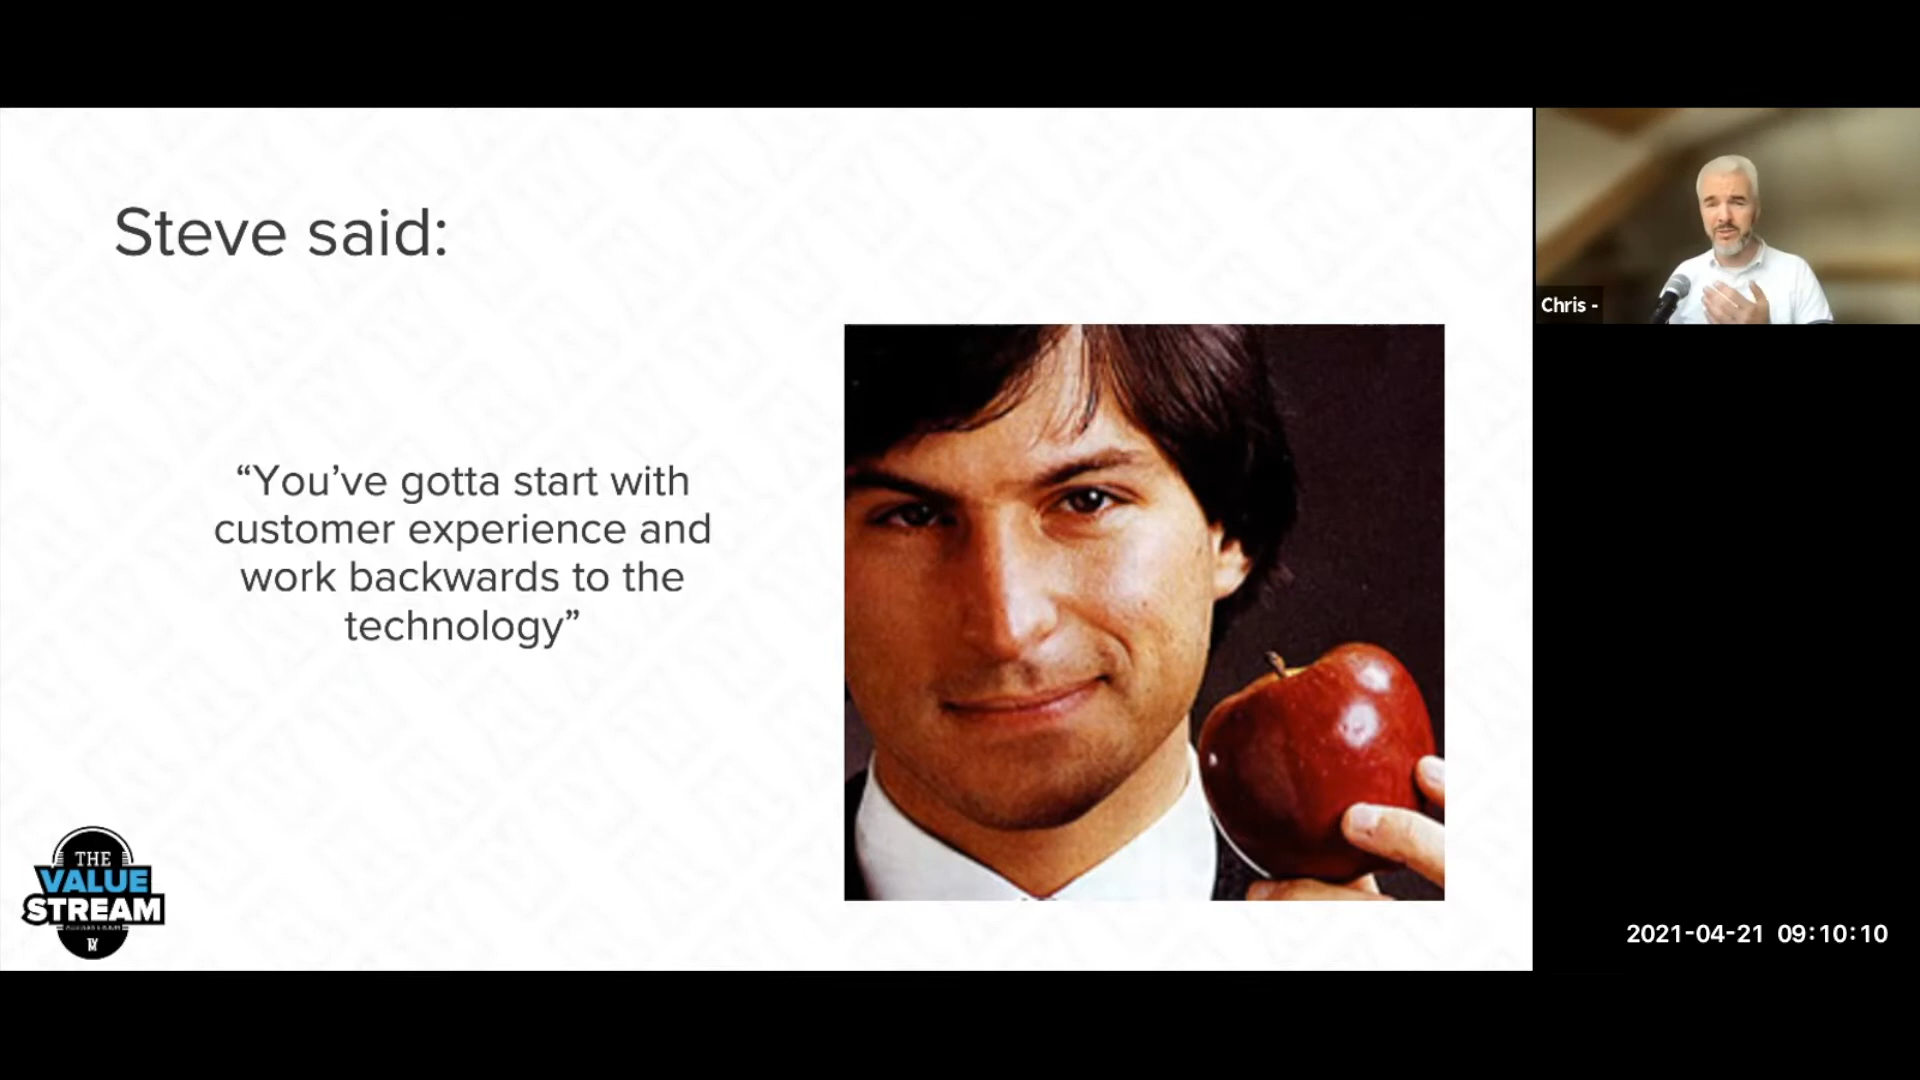 Steve said:
“You’ve gotta start with
customer experience and
work backwards to the
technology”
THE
VALUE
STREAM
Chris -
2021-04-21 09:10:10